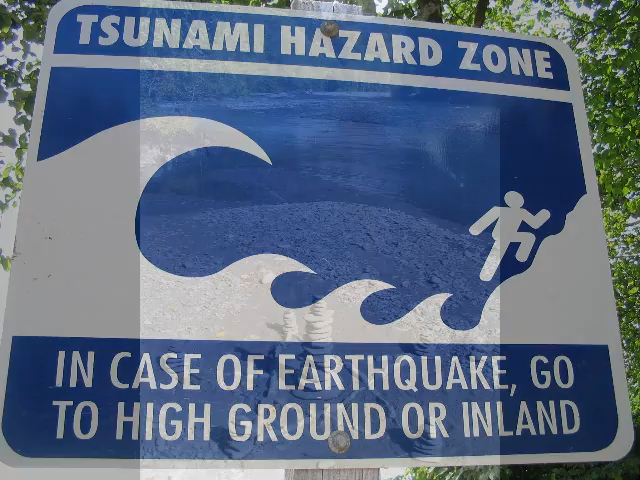 TSUNAMI HAZARD ZONE
IN CASE OF EARTHQUAKE, GO
TO HIGH GROUND OR INLAND